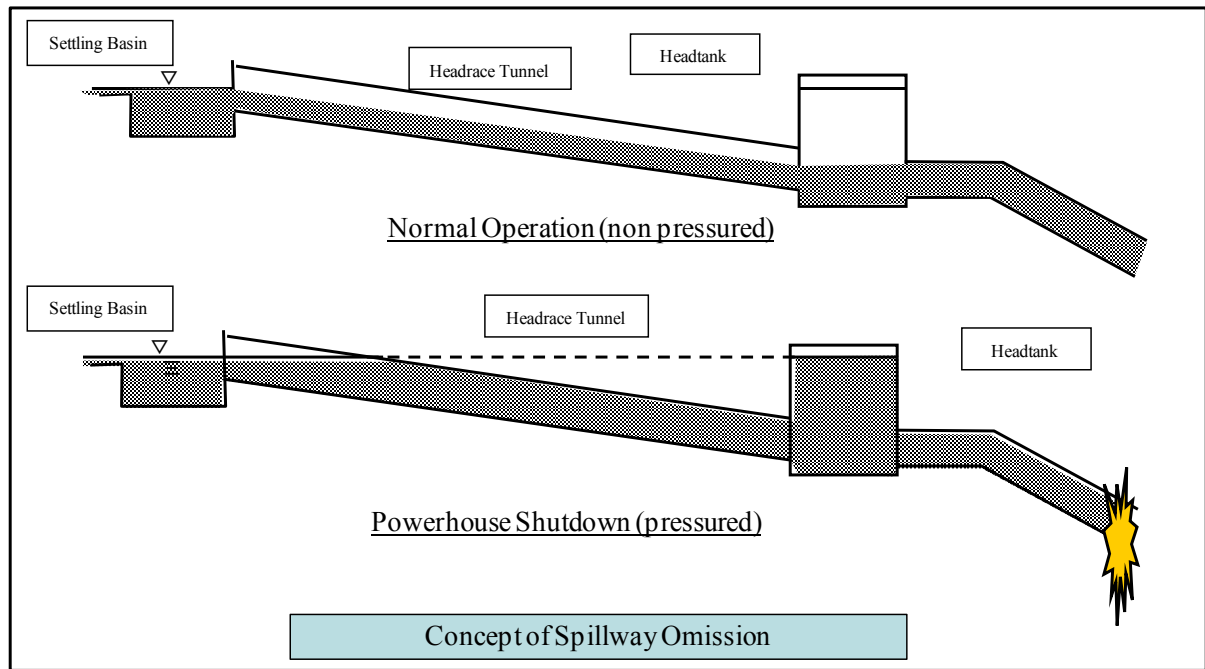 Settling Basin
Headtank
Headrace Tunnel
Normal Operation (non pressured)
Settling Basin
Headrace Tunnel
Headtank
Powerhouse Shutdown (pressured)
Concept of Spillway Omission